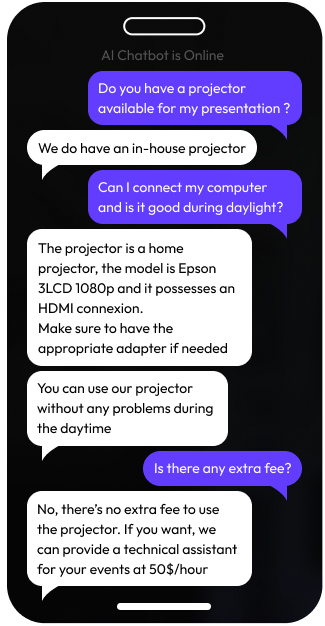 AI Chatbot is Online
Do you have a projector
available for my presentation ?
We do have an in-house projector
Can I connect my computer
and is it good during daylight?
The projector is a home
projector, the model is Epson
3LCD 1080p and it possesses an
HDMI connexion.
Make sure to have the
appropriate adapter if needed
You can use our projector
without any problems during
the daytime
Is there any extra fee?
No, there’s no extra fee to use
the projector. If you want, we
can provide a technical assistant
for your events at 50$/hour